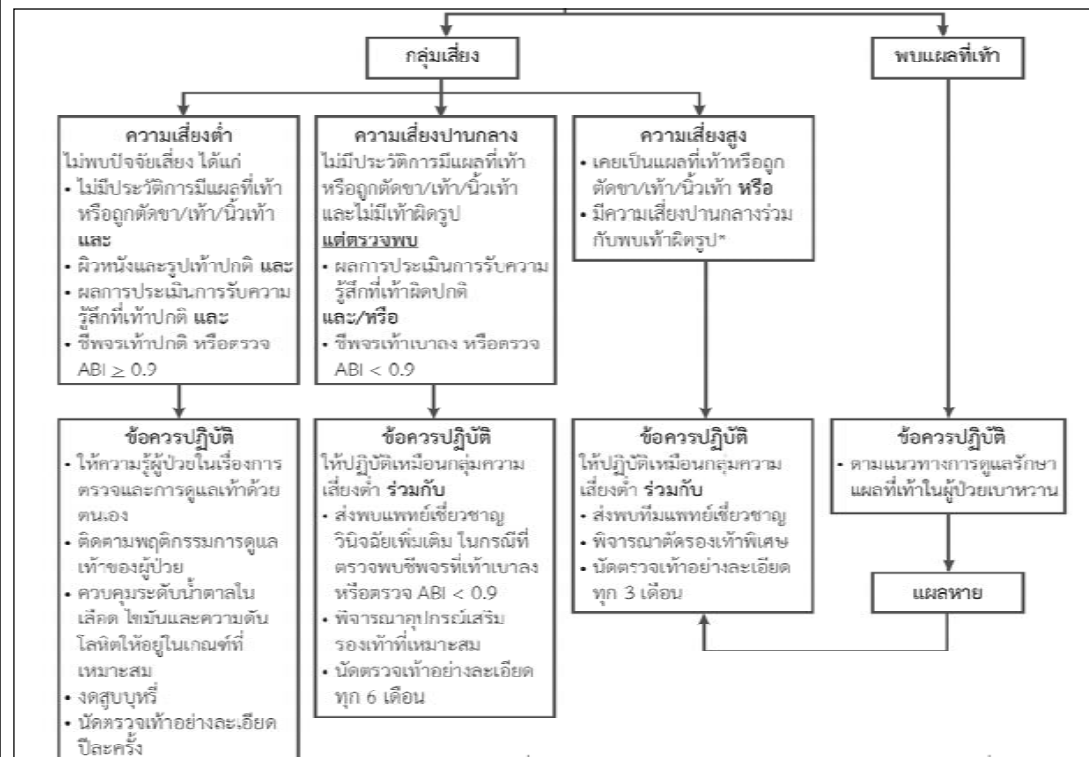 กลุ่มเสี่ยง
พบแผลที่เท้า
ความเสี่ยงต่ำ
ไม่พบปัจจัยเสี่ยง ได้แก่
• ไม่มีประวัติการมีแผลที่เท้า
หรือถูกตัดขา/เท้า/นิ้วเท้า
และ
• ผิวหนังและรูปเท้าปกติ และ
• ผลการประเมินการรับความ
รู้สึกที่เท้าปกติ และ
• ชีพจรเท้าปกติ หรือตรวจ
ABI ≥ 0.9
ความเสี่ยงปานกลาง
ไม่มีประวัติการมีแผลที่เท้า
หรือถูกตัดขา/เท้า/นิ้วเท้า
และไม่มีเท้าผิดรูป
แต่ตรวจพบ
• ผลการประเมินการรับความ
รู้สึกที่เท้าผิดปกติ
และ/หรือ
• ชีพจรเท้าเบาลง หรือตรวจ
ABI < 0.9
ความเสี่ยงสูง
• เคยเป็นแผลที่เท้าหรือถูก
ตัดขา/เท้า/นิ้วเท้า หรือ
• มีความเสี่ยงปานกลางร่วม
กับพบเท้าผิดรูป*
ข้อควรปฏิบัติ
• ให้ความรู้ผู้ป่วยในเรื่องการ
ตรวจและการดูแลเท้าด้วย
ตนเอง
• ติดตามพฤติกรรมการดูแล
เท้าของผู้ป่วย
• ควบคุมระดับน้ำตาลใน
เลือด ไขมันและความดัน
โลหิตให้อยู่ในเกณฑ์ที่
เหมาะสม
• งดสูบบุหรี่
• นัดตรวจเท้าอย่างละเอียด
ปีละครั้ง
ข้อควรปฏิบัติ
ให้ปฏิบัติเหมือนกลุ่มความ
เสี่ยงต่ำ ร่วมกับ
• ส่งพบแพทย์เชี่ยวชาญ
วินิจฉัยเพิ่มเติม ในกรณีที่
ตรวจพบชีพจรที่เท้าเบาลง
หรือตรวจ ABI < 0.9
• พิจารณาอุปกรณ์เสริม
รองเท้าที่เหมาะสม
• นัดตรวจเท้าอย่างละเอียด
ทุก 6 เดือน
ข้อควรปฏิบัติ
ให้ปฏิบัติเหมือนกลุ่มความ
เสี่ยงต่ำ ร่วมกับ
• ส่งพบทีมแพทย์เชี่ยวชาญ
• พิจารณาตัดรองเท้าพิเศษ
• นัดตรวจเท้าอย่างละเอียด
ทุก 3 เดือน
ข้อควรปฏิบัติ
• ตามแนวทางการดูแลรักษา
แผลที่เท้าในผู้ป่วยเบาหวาน
แผลหาย